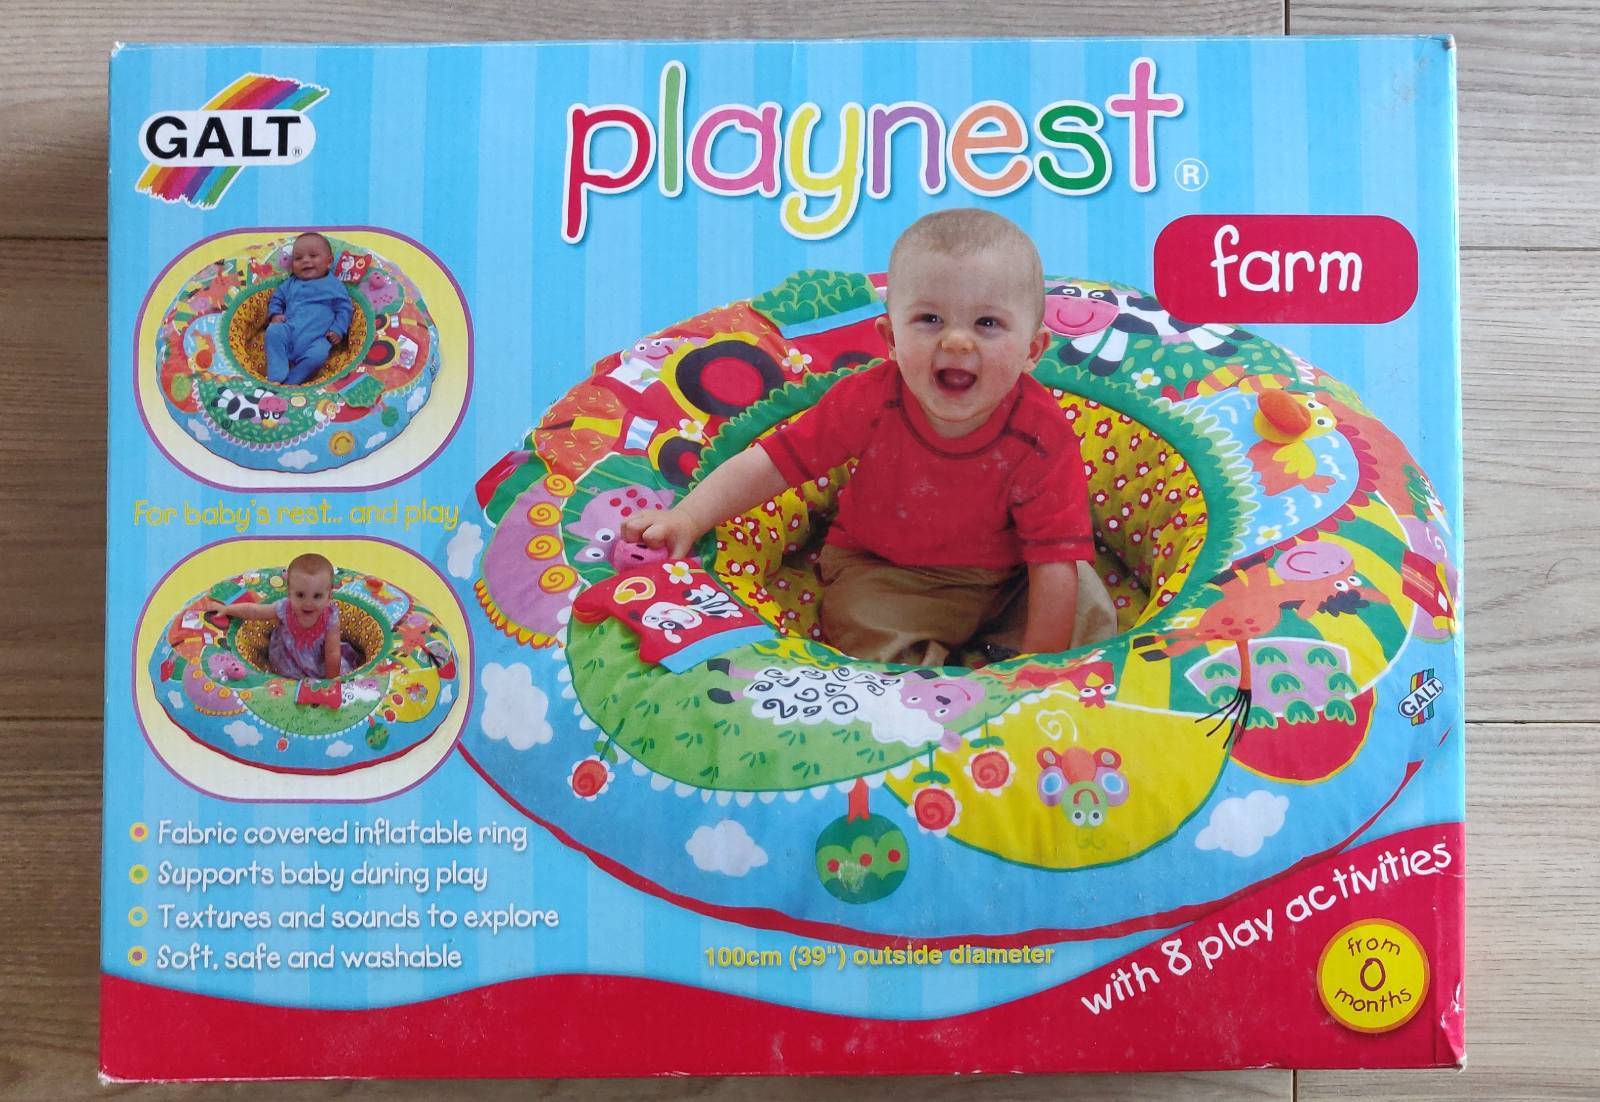 GALT®
playnest®
farm
For baby's rest... and play
Fabric covered inflatable ring
Supports baby during play
Textures and sounds to explore
Soft, safe and washable
100cm (39") outside diameter
with 8 play activities
from
0
months
GALT